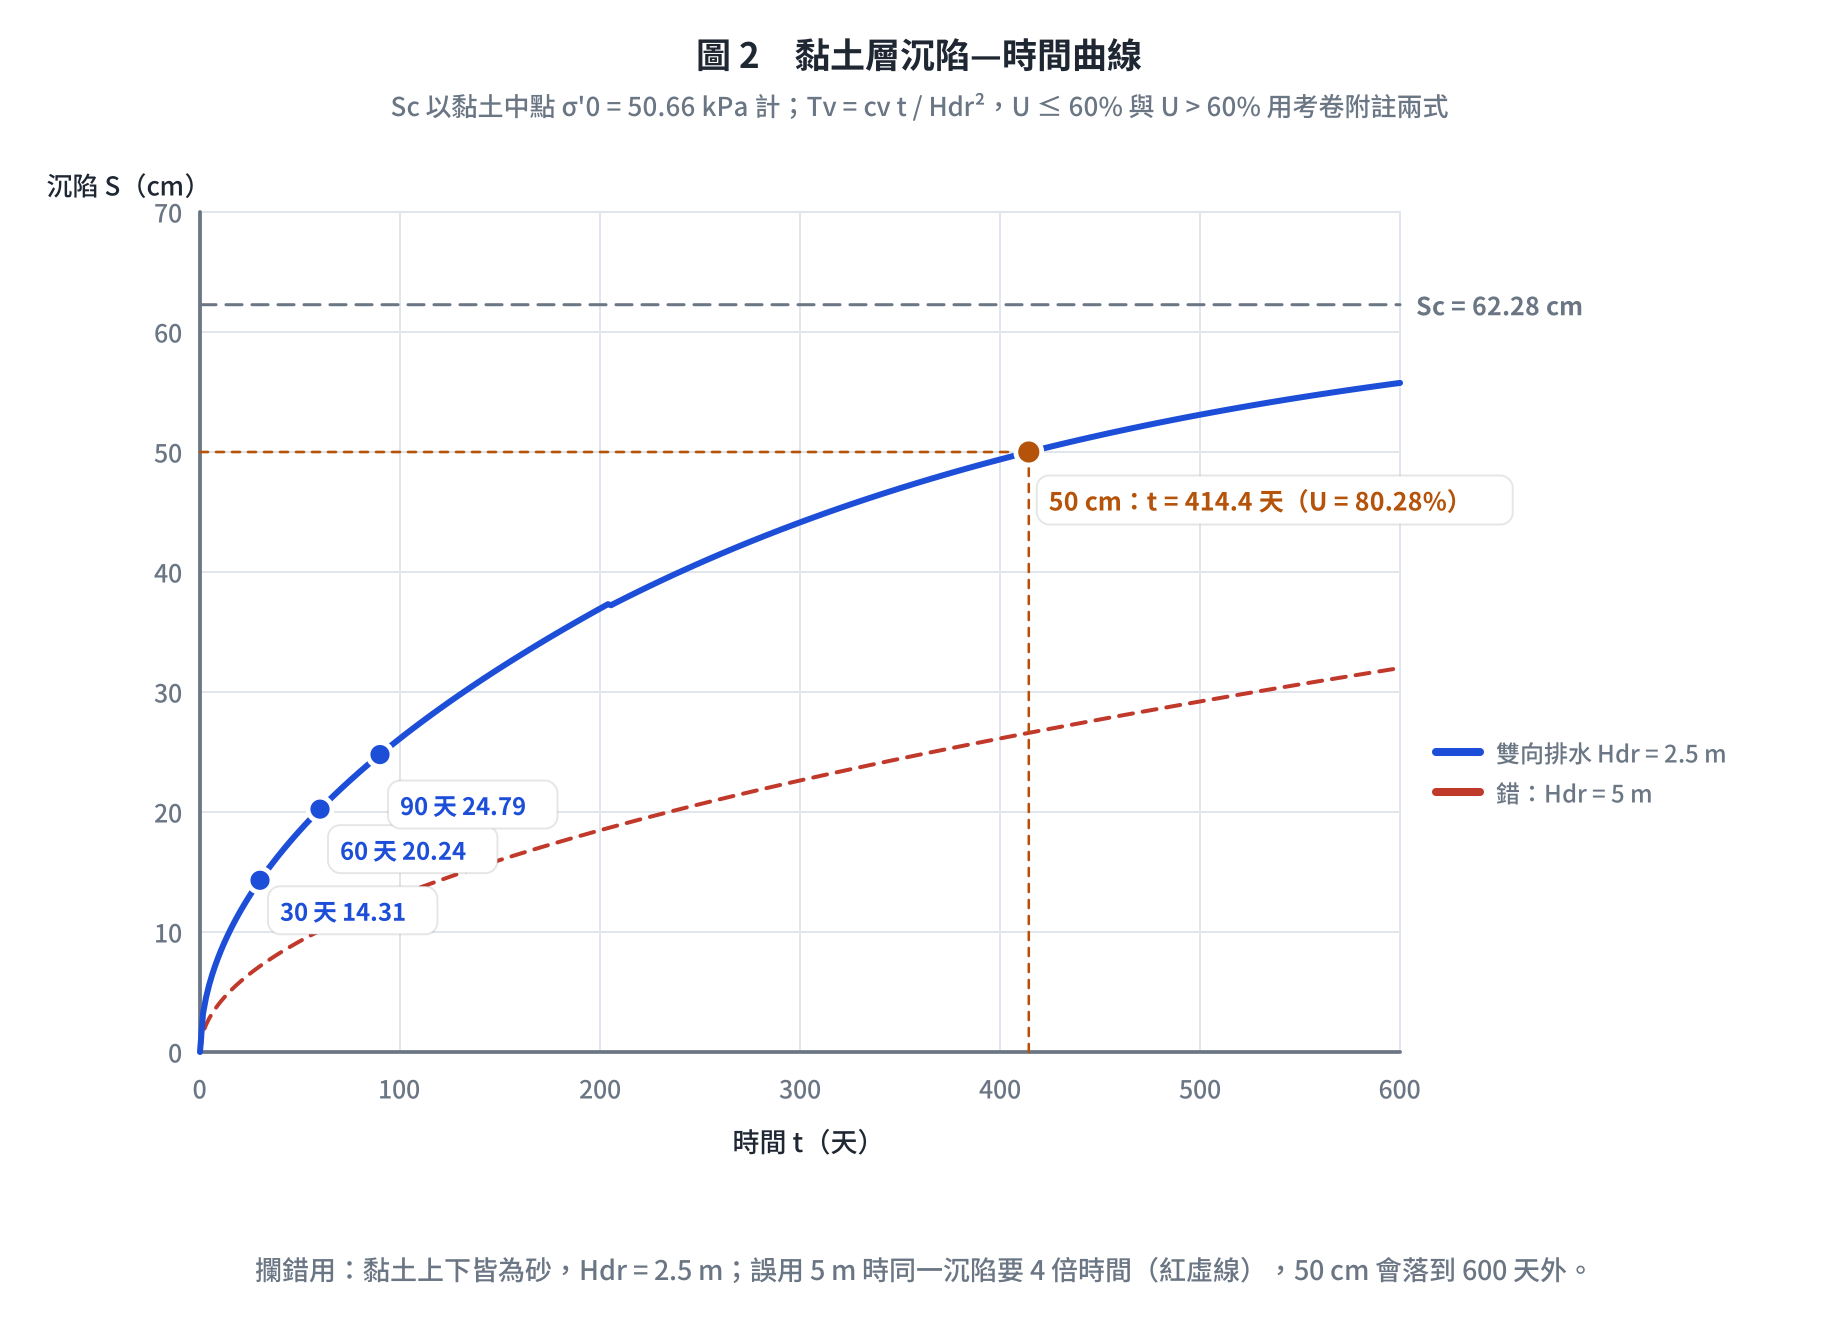 圖 2　黏土層沉陷—時間曲線
Sc 以黏土中點 σ'0 = 50.66 kPa 計；Tv = cv t / Hdr²，U ≤ 60% 與 U > 60% 用考卷附註兩式
沉陷 S（cm）
70
60
50
40
30
20
10
0
Sc = 62.28 cm
50 cm：t = 414.4 天（U = 80.28%）
90 天 24.79
60 天 20.24
30 天 14.31
雙向排水 Hdr = 2.5 m
錯：Hdr = 5 m
0 100 200 300 400 500 600
時間 t（天）
攔錯用：黏土上下皆為砂，Hdr = 2.5 m；誤用 5 m 時同一沉陷要 4 倍時間（紅虛線），50 cm 會落到 600 天外。